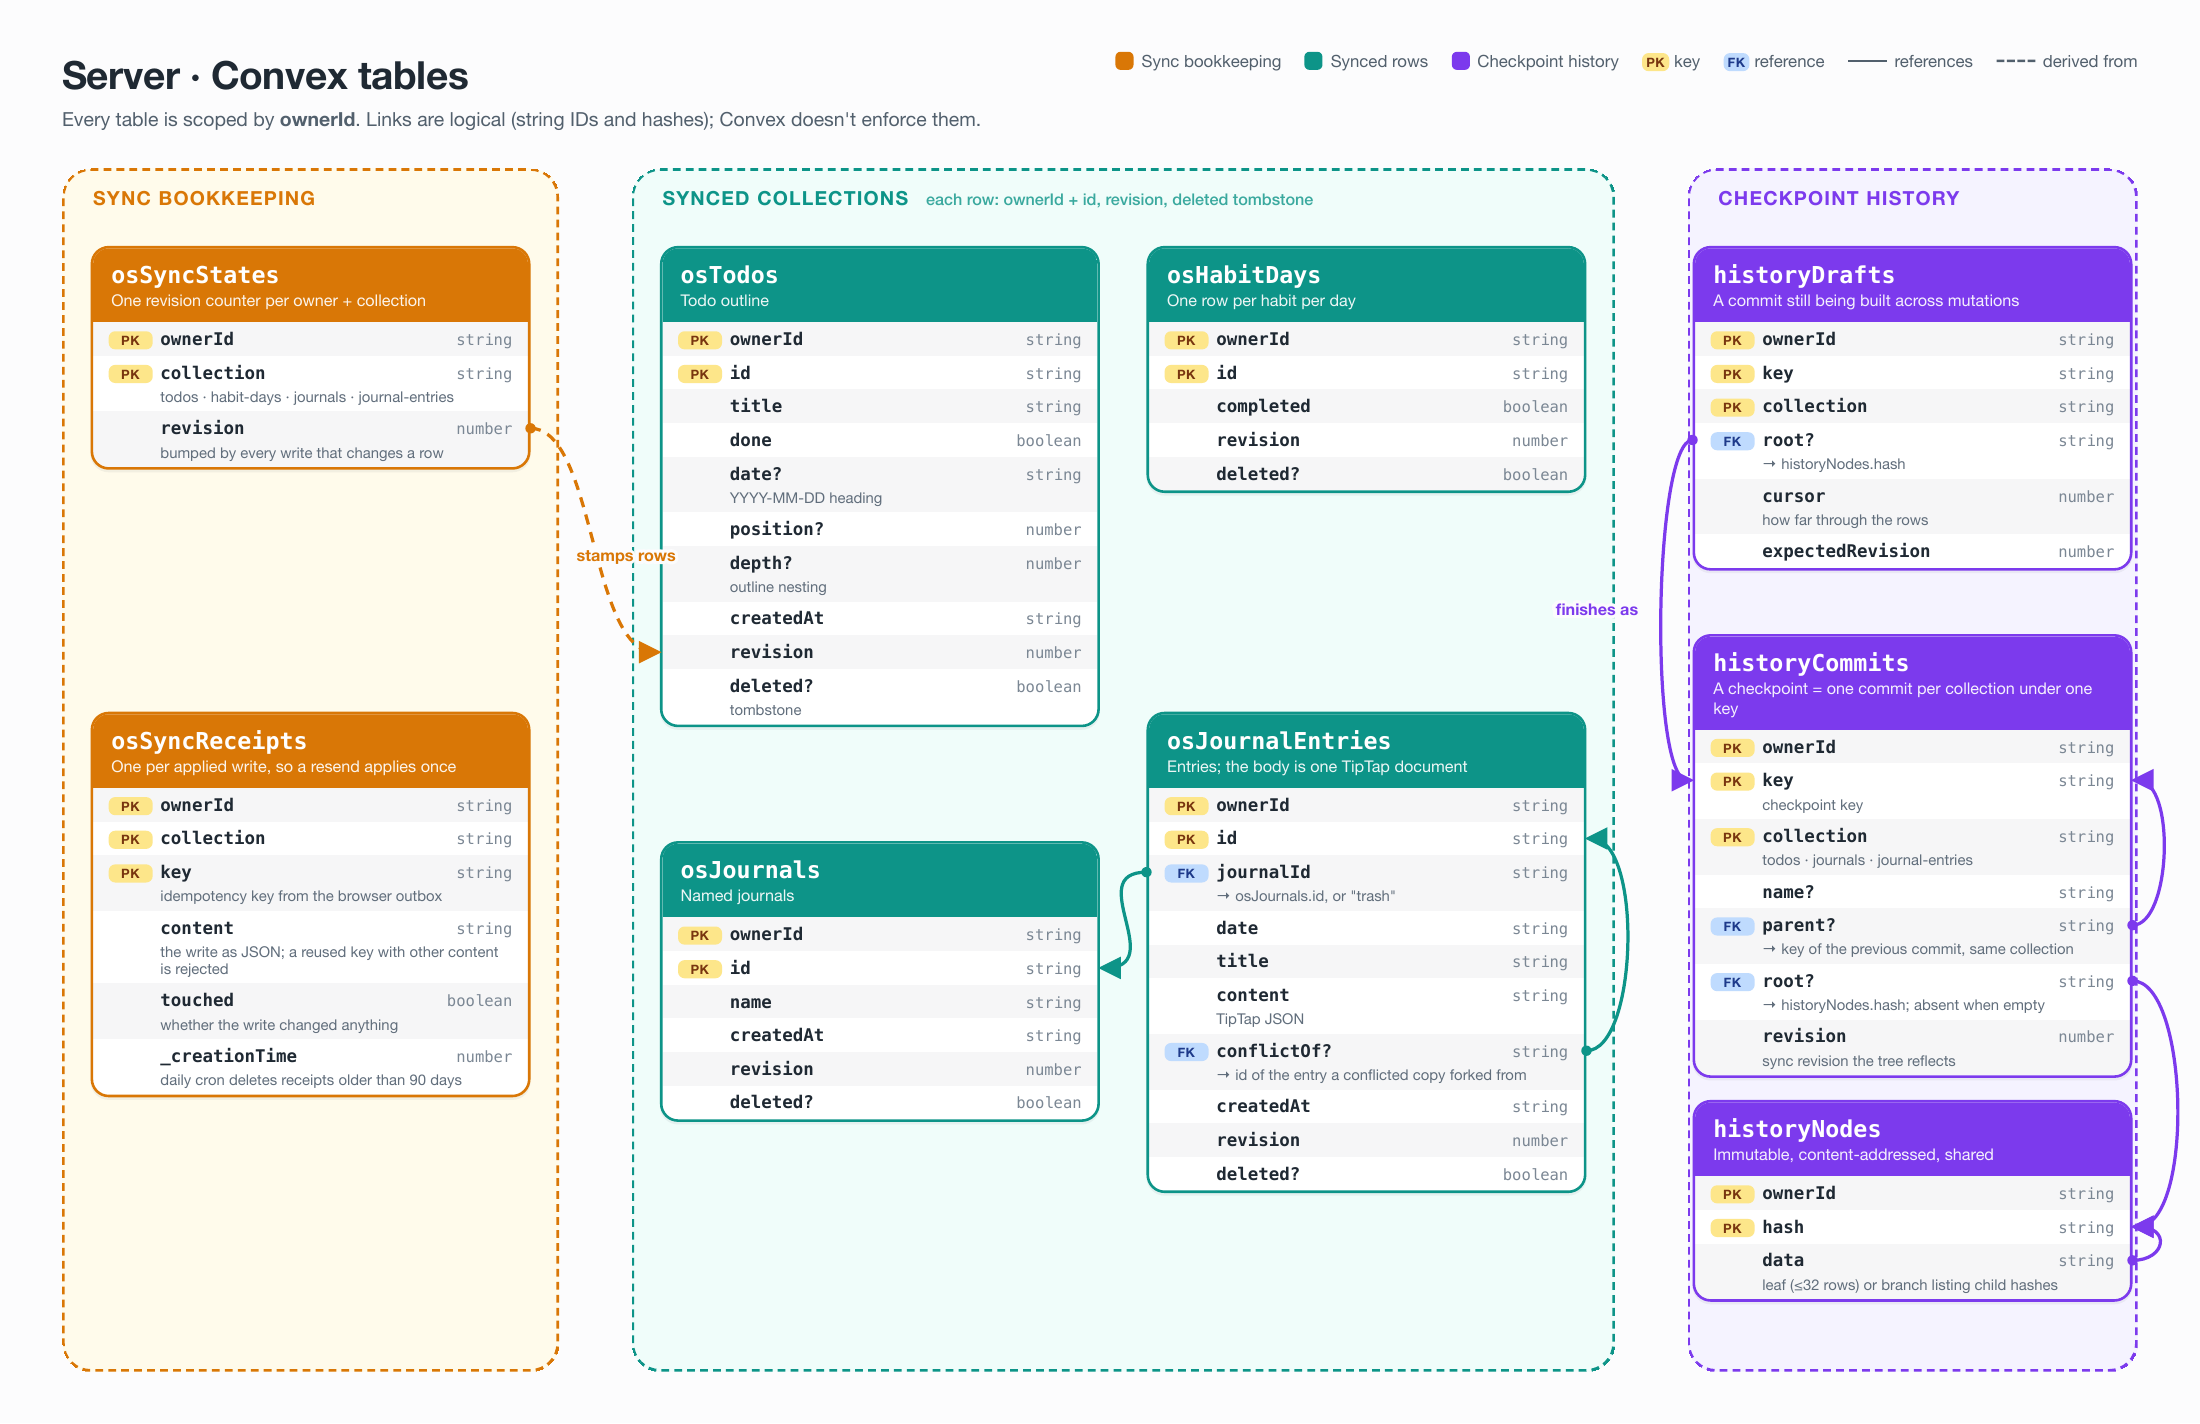 Server · Convex tables
Every table is scoped by ownerId. Links are logical (string IDs and hashes); Convex doesn't enforce them.
Sync bookkeeping
Synced rows
Checkpoint history
PK key
FK reference
references
derived from
SYNC BOOKKEEPING
osSyncStates
One revision counter per owner + collection
PK ownerId string
PK collection string
todos · habit-days · journals · journal-entries
revision number
bumped by every write that changes a row
stamps rows
osSyncReceipts
One per applied write, so a resend applies once
PK ownerId string
PK collection string
PK key string
idempotency key from the browser outbox
content string
the write as JSON; a reused key with other content
is rejected
touched boolean
whether the write changed anything
_creationTime number
daily cron deletes receipts older than 90 days
SYNCED COLLECTIONS each row: ownerId + id, revision, deleted tombstone
osTodos
Todo outline
PK ownerId string
PK id string
title string
done boolean
date? string
YYYY-MM-DD heading
position? number
depth? number
outline nesting
createdAt string
revision number
deleted? boolean
tombstone
osJournals
Named journals
PK ownerId string
PK id string
name string
createdAt string
revision number
deleted? boolean
osHabitDays
One row per habit per day
PK ownerId string
PK id string
completed boolean
revision number
deleted? boolean
osJournalEntries
Entries; the body is one TipTap document
PK ownerId string
PK id string
FK journalId string
→ osJournals.id, or "trash"
date string
title string
content string
TipTap JSON
FK conflictOf? string
→ id of the entry a conflicted copy forked from
createdAt string
revision number
deleted? boolean
CHECKPOINT HISTORY
historyDrafts
A commit still being built across mutations
PK ownerId string
PK key string
PK collection string
FK root? string
→ historyNodes.hash
cursor number
how far through the rows
expectedRevision number
finishes as
historyCommits
A checkpoint = one commit per collection under one
key
PK ownerId string
PK key string
checkpoint key
PK collection string
todos · journals · journal-entries
name? string
FK parent? string
→ key of the previous commit, same collection
FK root? string
→ historyNodes.hash; absent when empty
revision number
sync revision the tree reflects
historyNodes
Immutable, content-addressed, shared
PK ownerId string
PK hash string
data string
leaf (≤32 rows) or branch listing child hashes